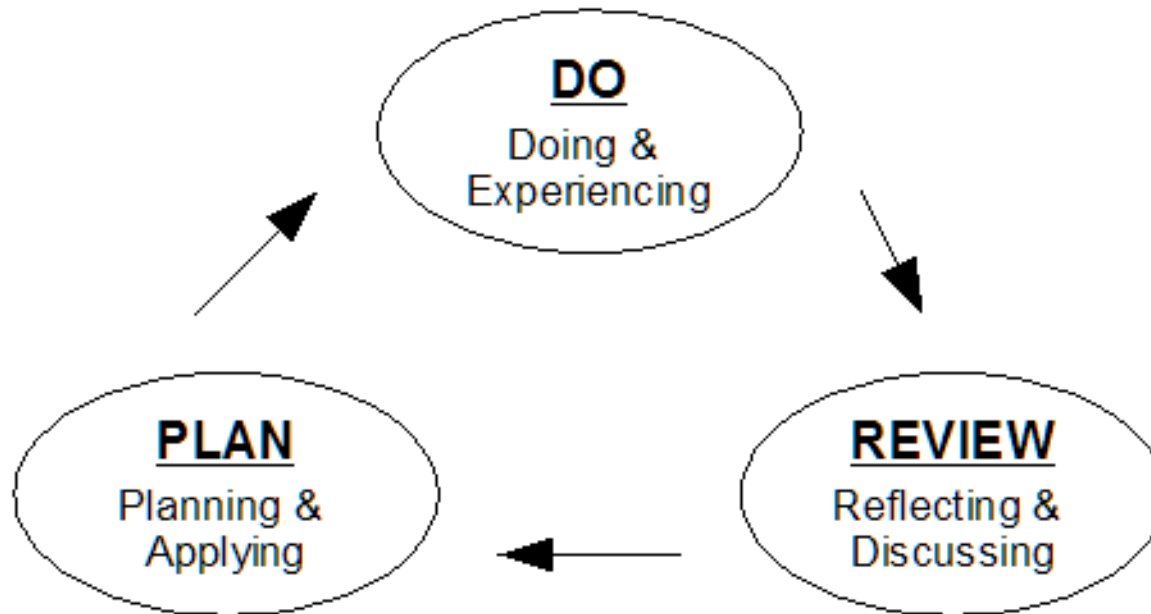 DO
Doing &
Experiencing
PLAN
Planning &
Applying
REVIEW
Reflecting &
Discussing